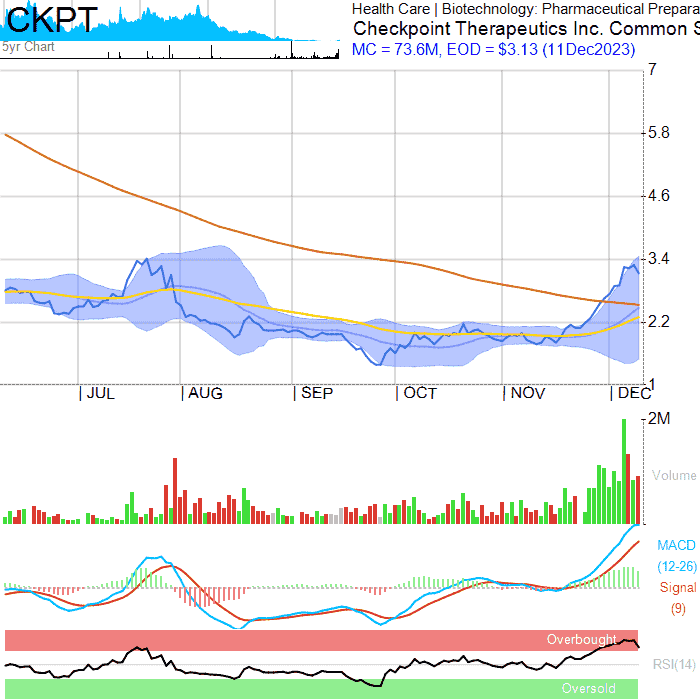 CKPT
5yr Chart
Health Care | Biotechnology: Pharmaceutical Prepara
Checkpoint Therapeutics Inc. Common S
MC = 73.6M, EOD = $3.13 (11Dec2023)
7
5.8
4.6
3.4
2.2
1
| JUL | AUG | SEP | OCT | NOV | DEC
2M
Volume
MACD
(12-26)
Signal
(9)
Overbought
RSI(14)
Oversold